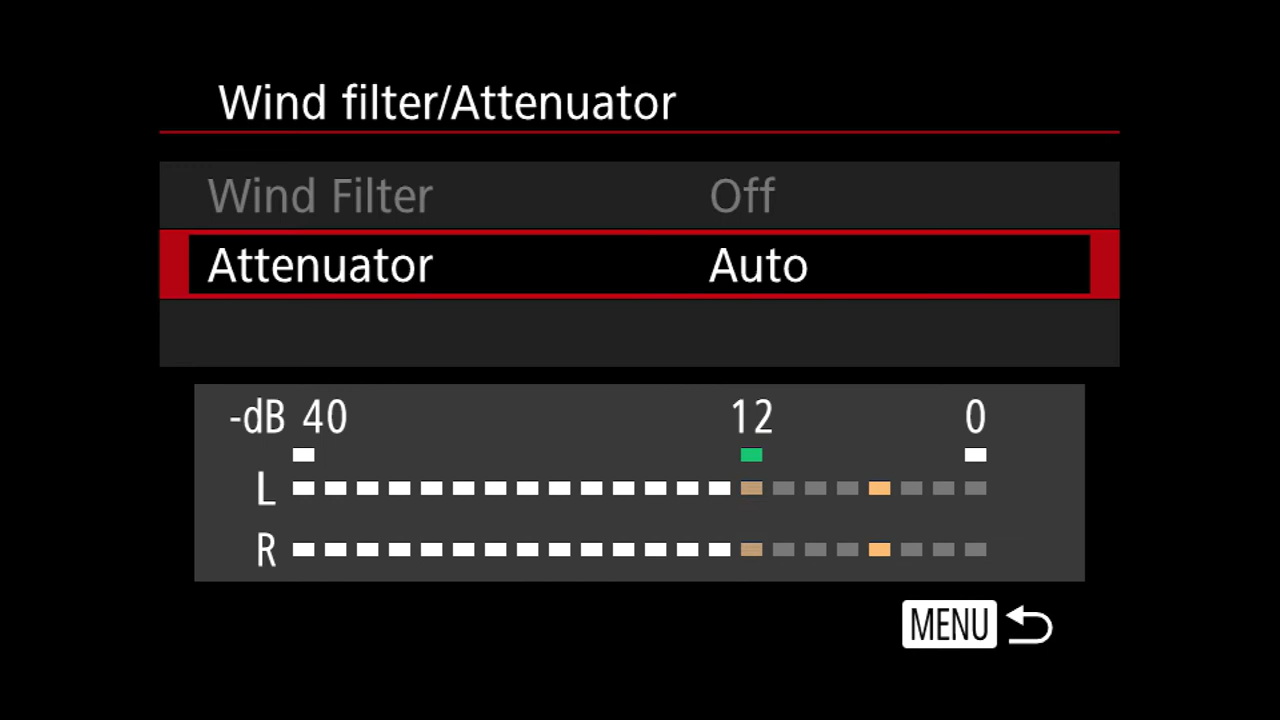 Wind filter/Attenuator
Wind Filter Off
Attenuator Auto
-dB 40 12 0
L
R
MENU